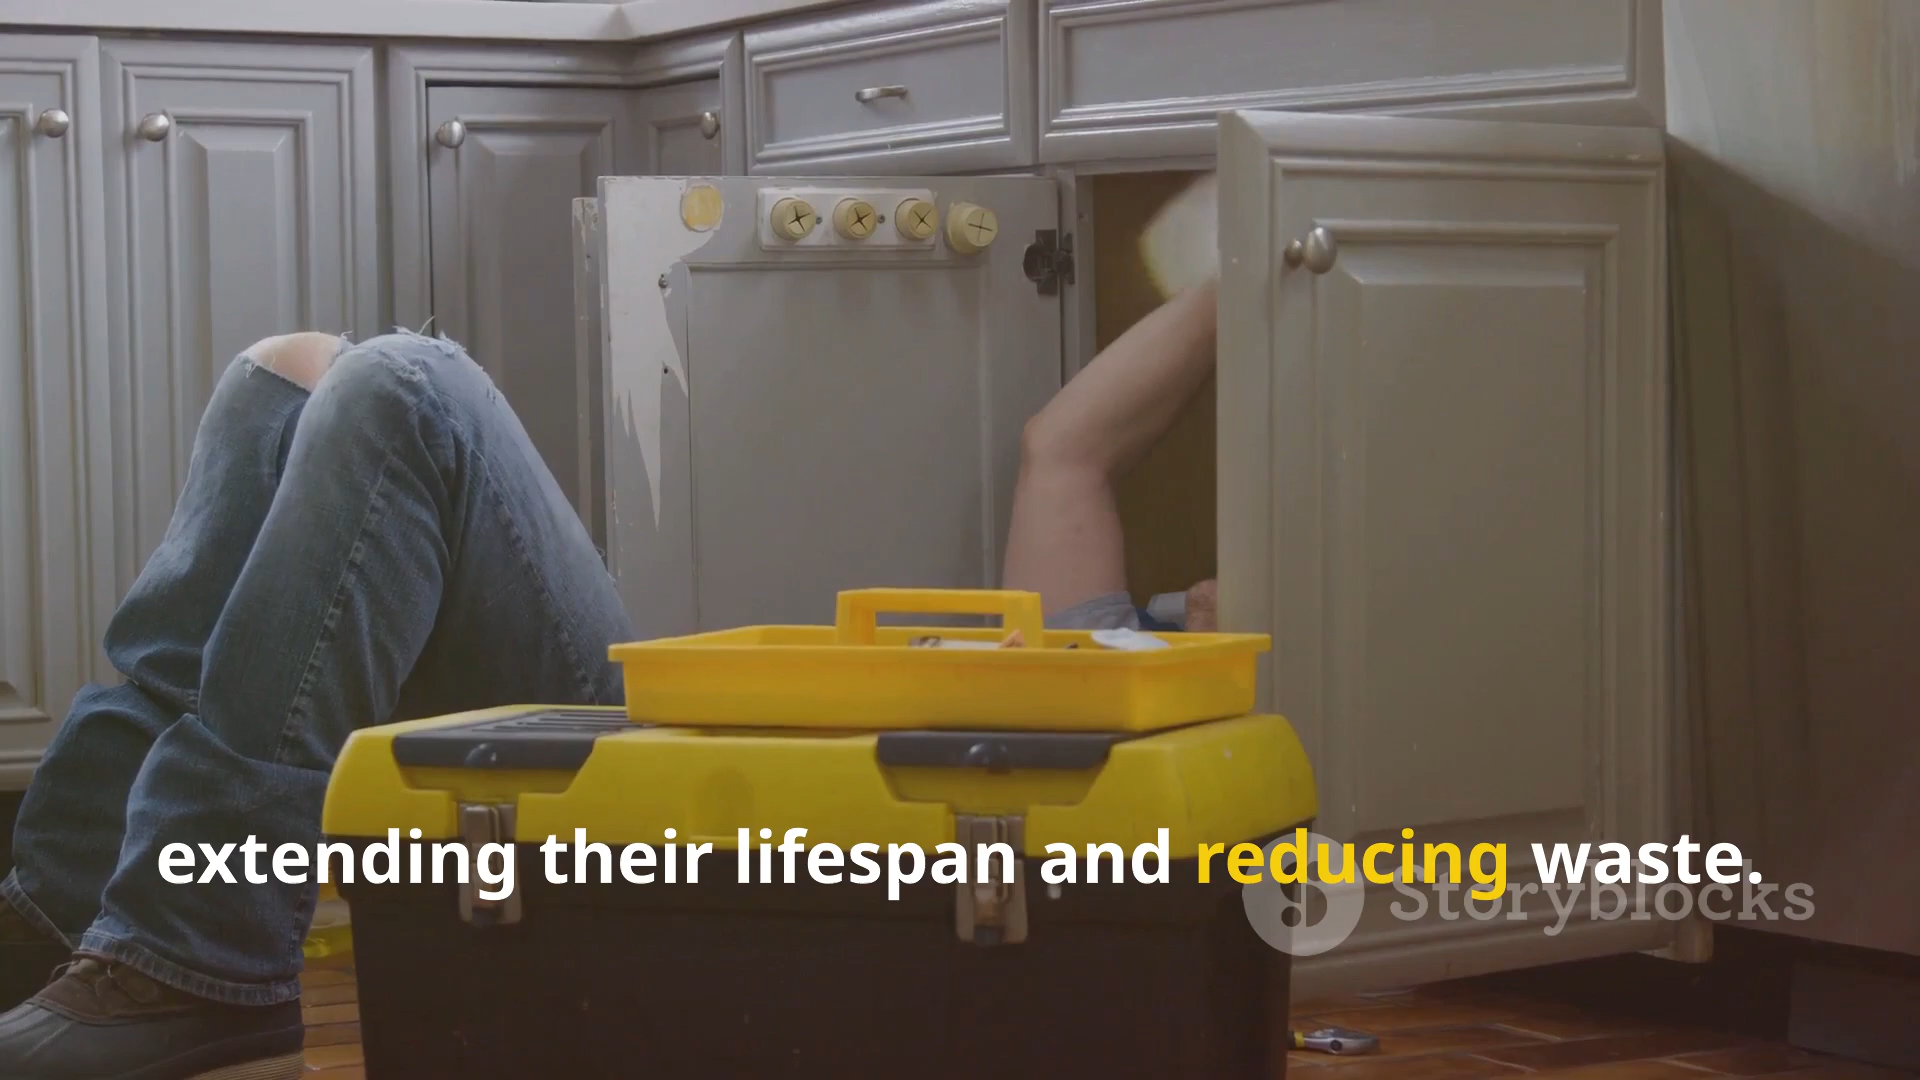 extending their lifespan and reducing waste.
Storyblocks